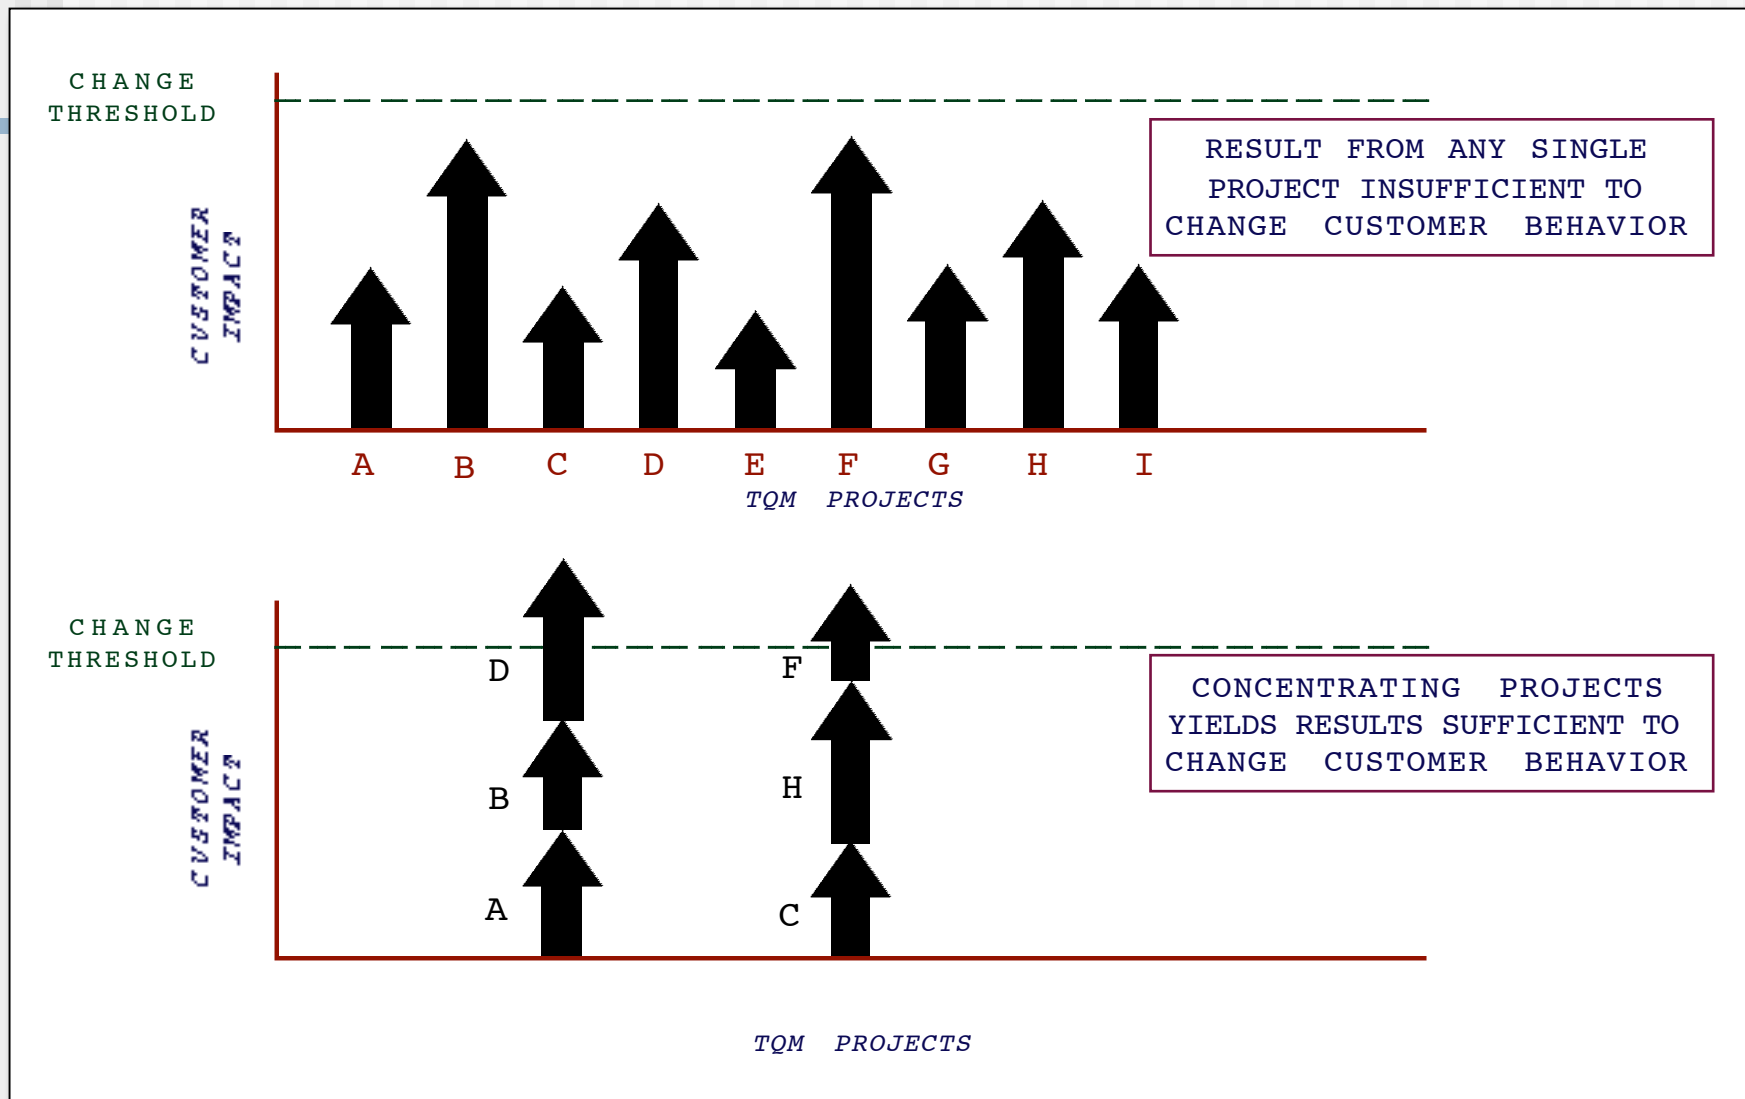 CHANGE
THRESHOLD
RESULT FROM ANY SINGLE
PROJECT INSUFFICIENT TO
CHANGE CUSTOMER BEHAVIOR
CUSTOMER
IMPACT
A B C D E F G H I
TQM PROJECTS
CHANGE
THRESHOLD
D
F
CONCENTRATING PROJECTS
YIELDS RESULTS SUFFICIENT TO
CHANGE CUSTOMER BEHAVIOR
CUSTOMER
IMPACT
B
H
A
C
TQM PROJECTS